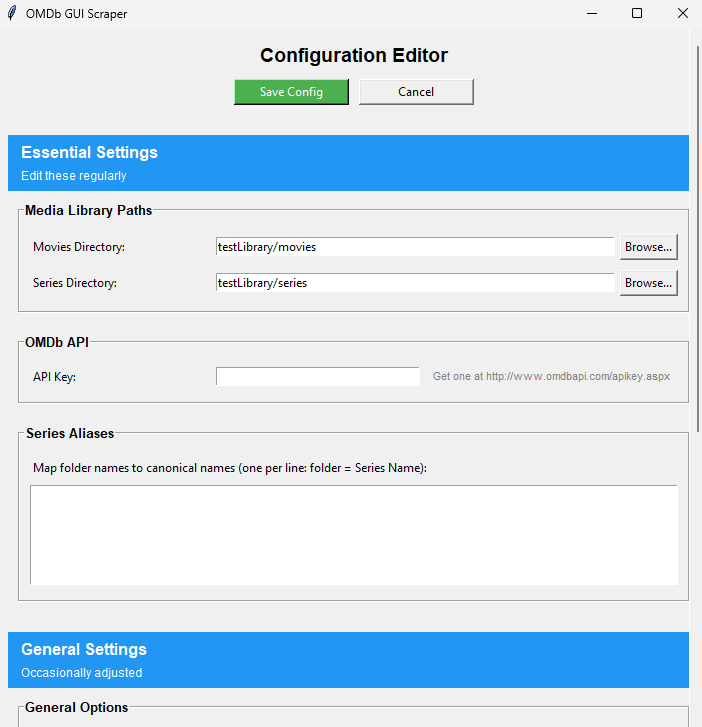 OMDb GUI Scraper
Configuration Editor
Save Config
Cancel
Essential Settings
Edit these regularly
Media Library Paths
Movies Directory:
testLibrary/movies
Browse...
Series Directory:
testLibrary/series
Browse...
OMDb API
API Key:
Get one at http://www.omdbapi.com/apikey.aspx
Series Aliases
Map folder names to canonical names (one per line: folder = Series Name):
General Settings
Occasionally adjusted
General Options